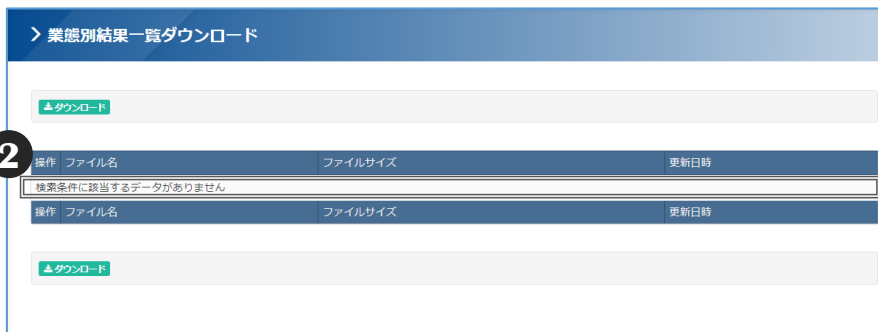 業態別結果一覧ダウンロード
ダウンロード
2
操作 ファイル名 ファイルサイズ 更新日時
検索条件に該当するデータがありません
操作 ファイル名 ファイルサイズ 更新日時
ダウンロード